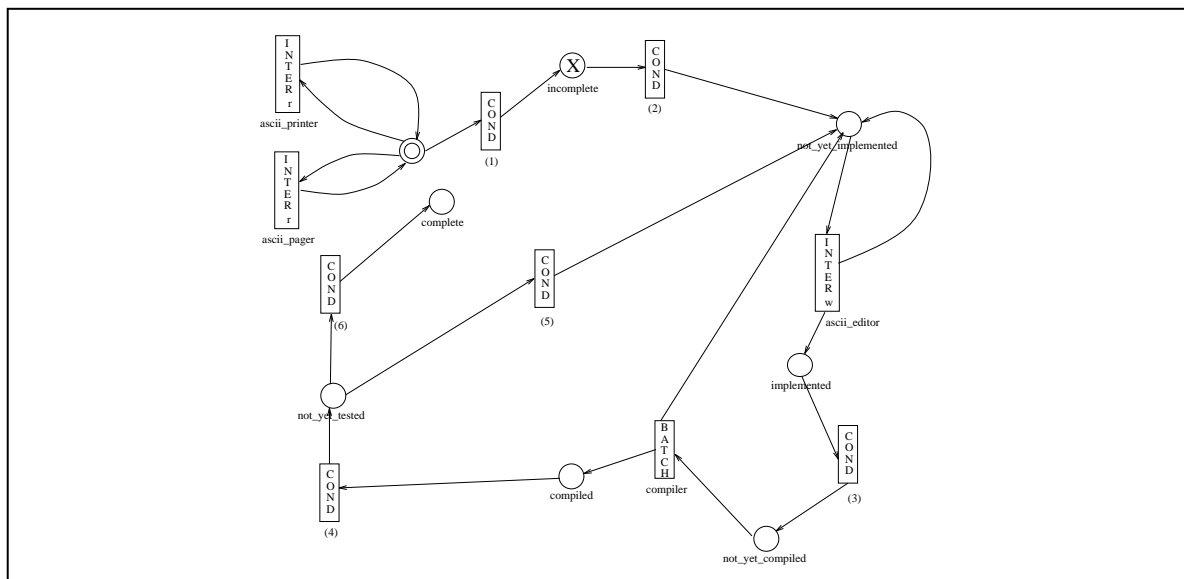 INTER r
ascii_printer
INTER r
ascii_pager
COND
(1)
X
incomplete
COND
(2)
not_yet_implemented
complete
COND
(6)
COND
(5)
INTER w
ascii_editor
implemented
not_yet_tested
COND
(4)
compiled
BATCH
compiler
COND
(3)
not_yet_compiled